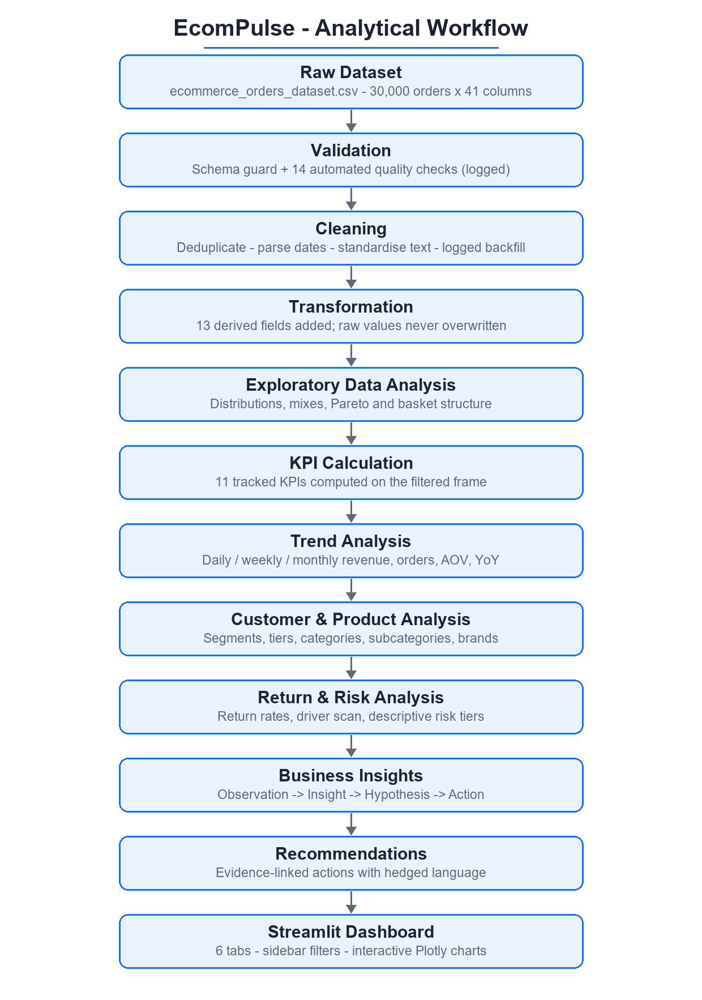 EcomPulse - Analytical Workflow
Raw Dataset
ecommerce_orders_dataset.csv - 30,000 orders x 41 columns
Validation
Schema guard + 14 automated quality checks (logged)
Cleaning
Deduplicate - parse dates - standardise text - logged backfill
Transformation
13 derived fields added; raw values never overwritten
Exploratory Data Analysis
Distributions, mixes, Pareto and basket structure
KPI Calculation
11 tracked KPIs computed on the filtered frame
Trend Analysis
Daily / weekly / monthly revenue, orders, AOV, YoY
Customer & Product Analysis
Segments, tiers, categories, subcategories, brands
Return & Risk Analysis
Return rates, driver scan, descriptive risk tiers
Business Insights
Observation -> Insight -> Hypothesis -> Action
Recommendations
Evidence-linked actions with hedged language
Streamlit Dashboard
6 tabs - sidebar filters - interactive Plotly charts